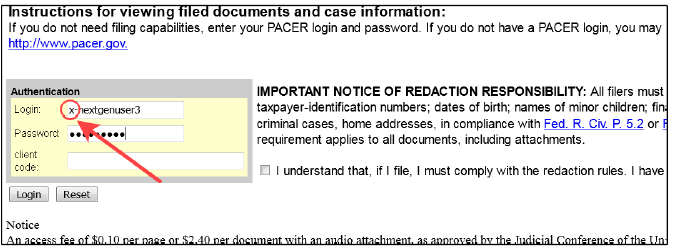 Instructions for viewing filed documents and case information:
If you do not need filing capabilities, enter your PACER login and password. If you do not have a PACER login, you may
http://www.pacer.gov.
Authentication
Login: x-nextgenuser3
Password: ●●●●●●●●●
client code:
Login Reset
IMPORTANT NOTICE OF REDACTION RESPONSIBILITY: All filers must
taxpayer-identification numbers; dates of birth; names of minor children;
criminal cases, home addresses, in compliance with Fed. R. Civ. P. 5.2 or
requirement applies to all documents, including attachments.
I understand that, if I file, I must comply with the redaction rules. I have
Notice
An access fee of $0.10 per page or $2.40 per document with an audio attachment, as approved by the Judicial Conference of the